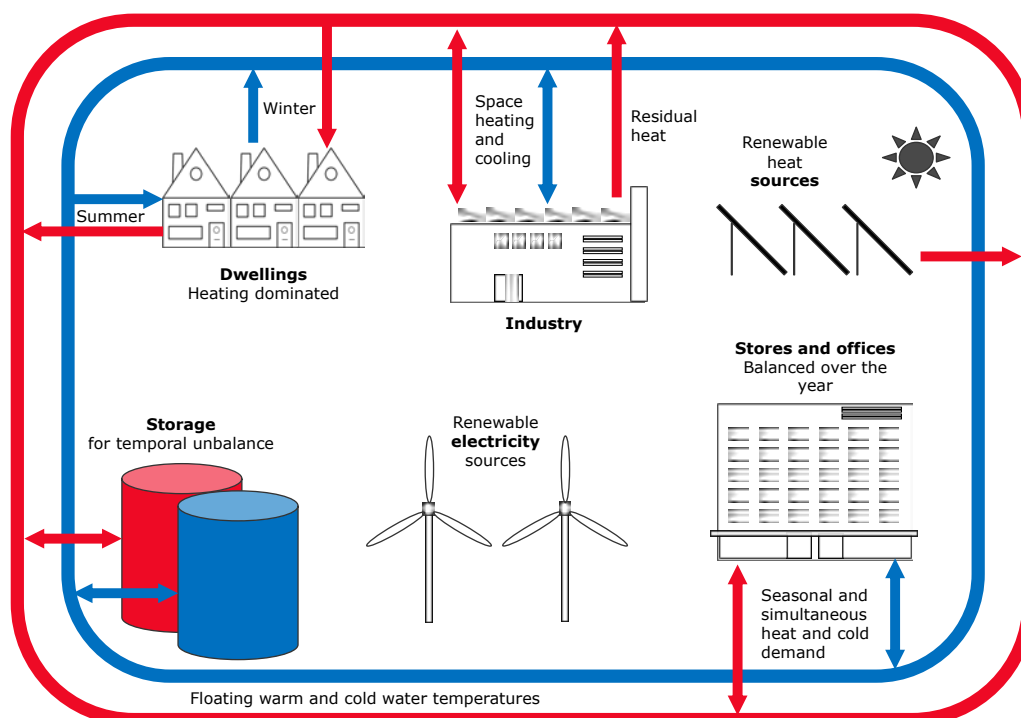 Winter
Summer
Dwellings
Heating dominated
Space
heating
and
cooling
Residual
heat
Industry
Renewable
heat
sources
Stores and offices
Balanced over the
year
Storage
for temporal unbalance
Renewable
electricity
sources
Seasonal and
simultaneous
heat and cold
demand
Floating warm and cold water temperatures